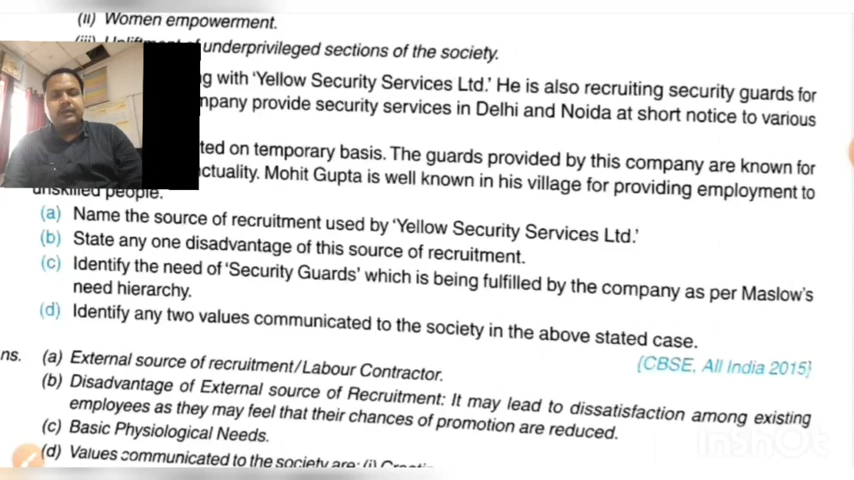 (ii) Women empowerment.
of underprivileged sections of the society.
with 'Yellow Security Services Ltd.' He is also recruiting security guards for
provide security services in Delhi and Noida at short notice to various
on temporary basis. The guards provided by this company are known for
Mohit Gupta is well known in his village for providing employment to
unskilled people.
(a) Name the source of recruitment used by 'Yellow Security Services Ltd.'
(b) State any one disadvantage of this source of recruitment.
(c) Identify the need of 'Security Guards' which is being fulfilled by the company as per Maslow's
need hierarchy.
(d) Identify any two values communicated to the society in the above stated case.
{CBSE, All India 2015}
ns. (a) External source of recruitment/Labour Contractor.
(b) Disadvantage of External source of Recruitment: It may lead to dissatisfaction among existing
employees as they may feel that their chances of promotion are reduced.
(c) Basic Physiological Needs.
(d) Values communicated to the society are: (i)
InshOt